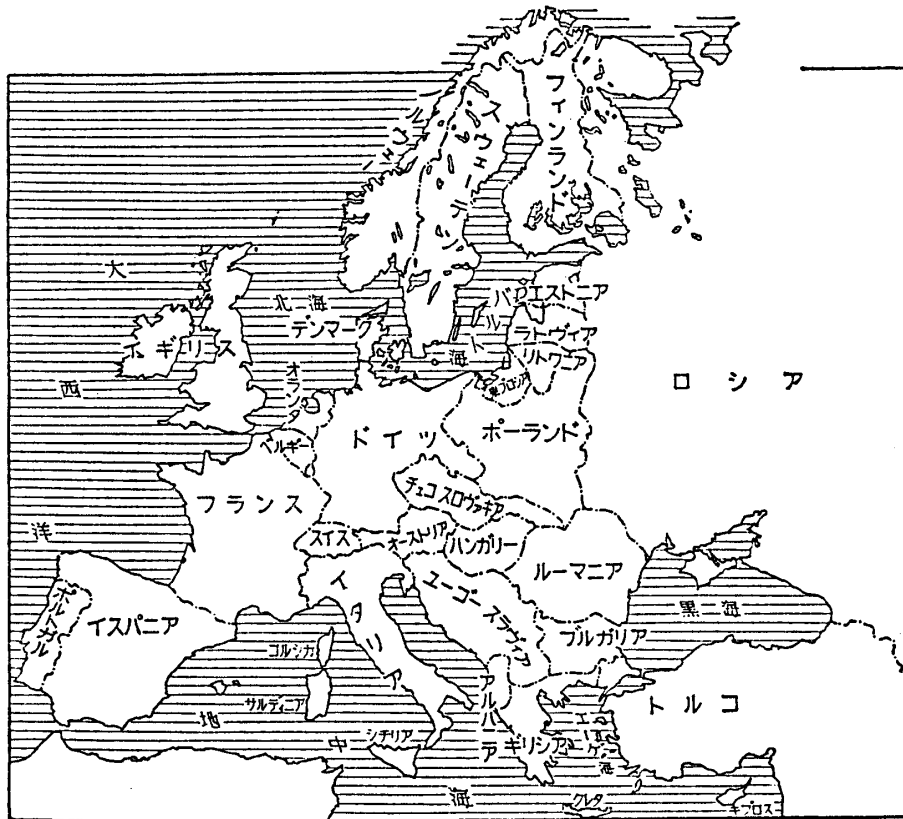 ノルウェー
スウェーデン
フィンランド
大西洋
北海
デンマーク
バルト海
エストニア
ラトヴィア
リトワニア
東プロシア
イギリス
オランダ
ロシア
ベルギー
ドイツ
ポーランド
チェコスロヴァキア
フランス
スイス
オーストリア
ハンガリー
ルーマニア
イタリア
ユーゴースラヴィア
黒海
ポルトガル
イスパニア
ブルガリア
コルシカ
サルディニア
アルバニア
トルコ
地中海
シチリア
ギリシア
エーゲ海
クレタ
キプロス